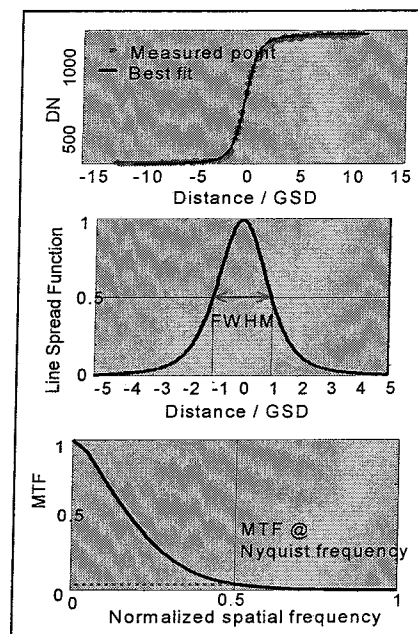 Measured point
Best fit
DN
500
1000
-15
-10
-5
0
5
10
15
Distance / GSD
Line Spread Function
1
0.5
0
FWHM
-5
-4
-3
-2
-1
0
1
2
3
4
5
Distance / GSD
MTF
1
0.5
0
MTF @
Nyquist frequency
0
0.5
1
Normalized spatial frequency